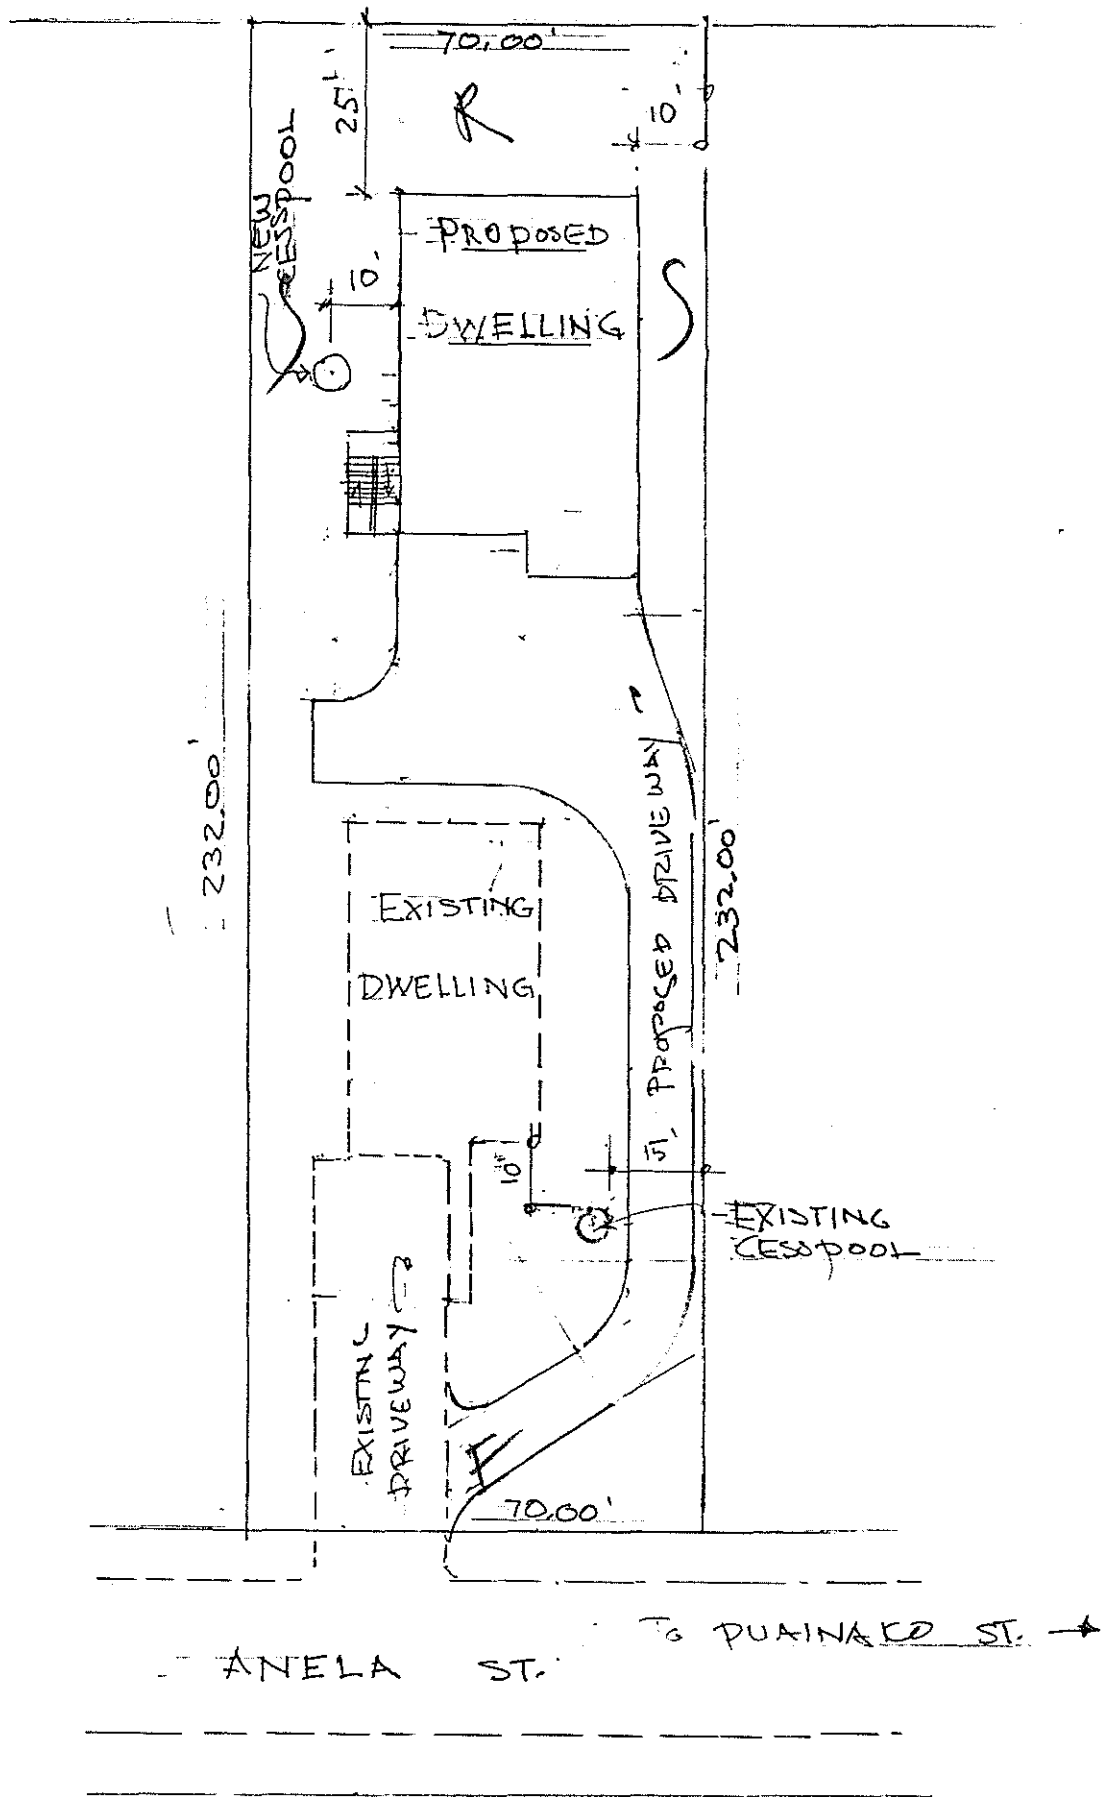 70.00'
25'
R
10'
NEW
CESSPOOL
PROPOSED
10'
DWELLING
S
232.00'
PROPOSED DRIVEWAY
232.00'
EXISTING
DWELLING
10'
15'
EXISTING
CESSPOOL
EXISTING
DRIVEWAY
F
70.00'
TO PUAINAKO ST.
ANELA ST.